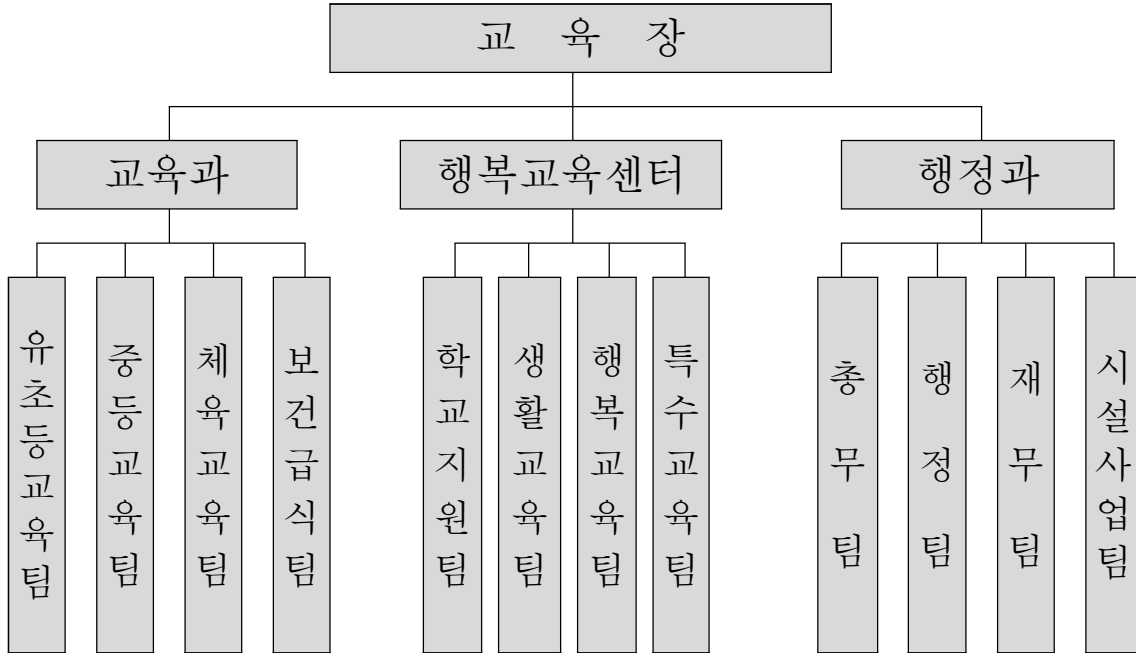 교 육 장
교육과
행복교육센터
행정과
유초등교육팀
중등교육팀
체육교육팀
보건급식팀
학교지원팀
생활교육팀
행복교육팀
특수교육팀
총무팀
행정팀
재무팀
시설사업팀